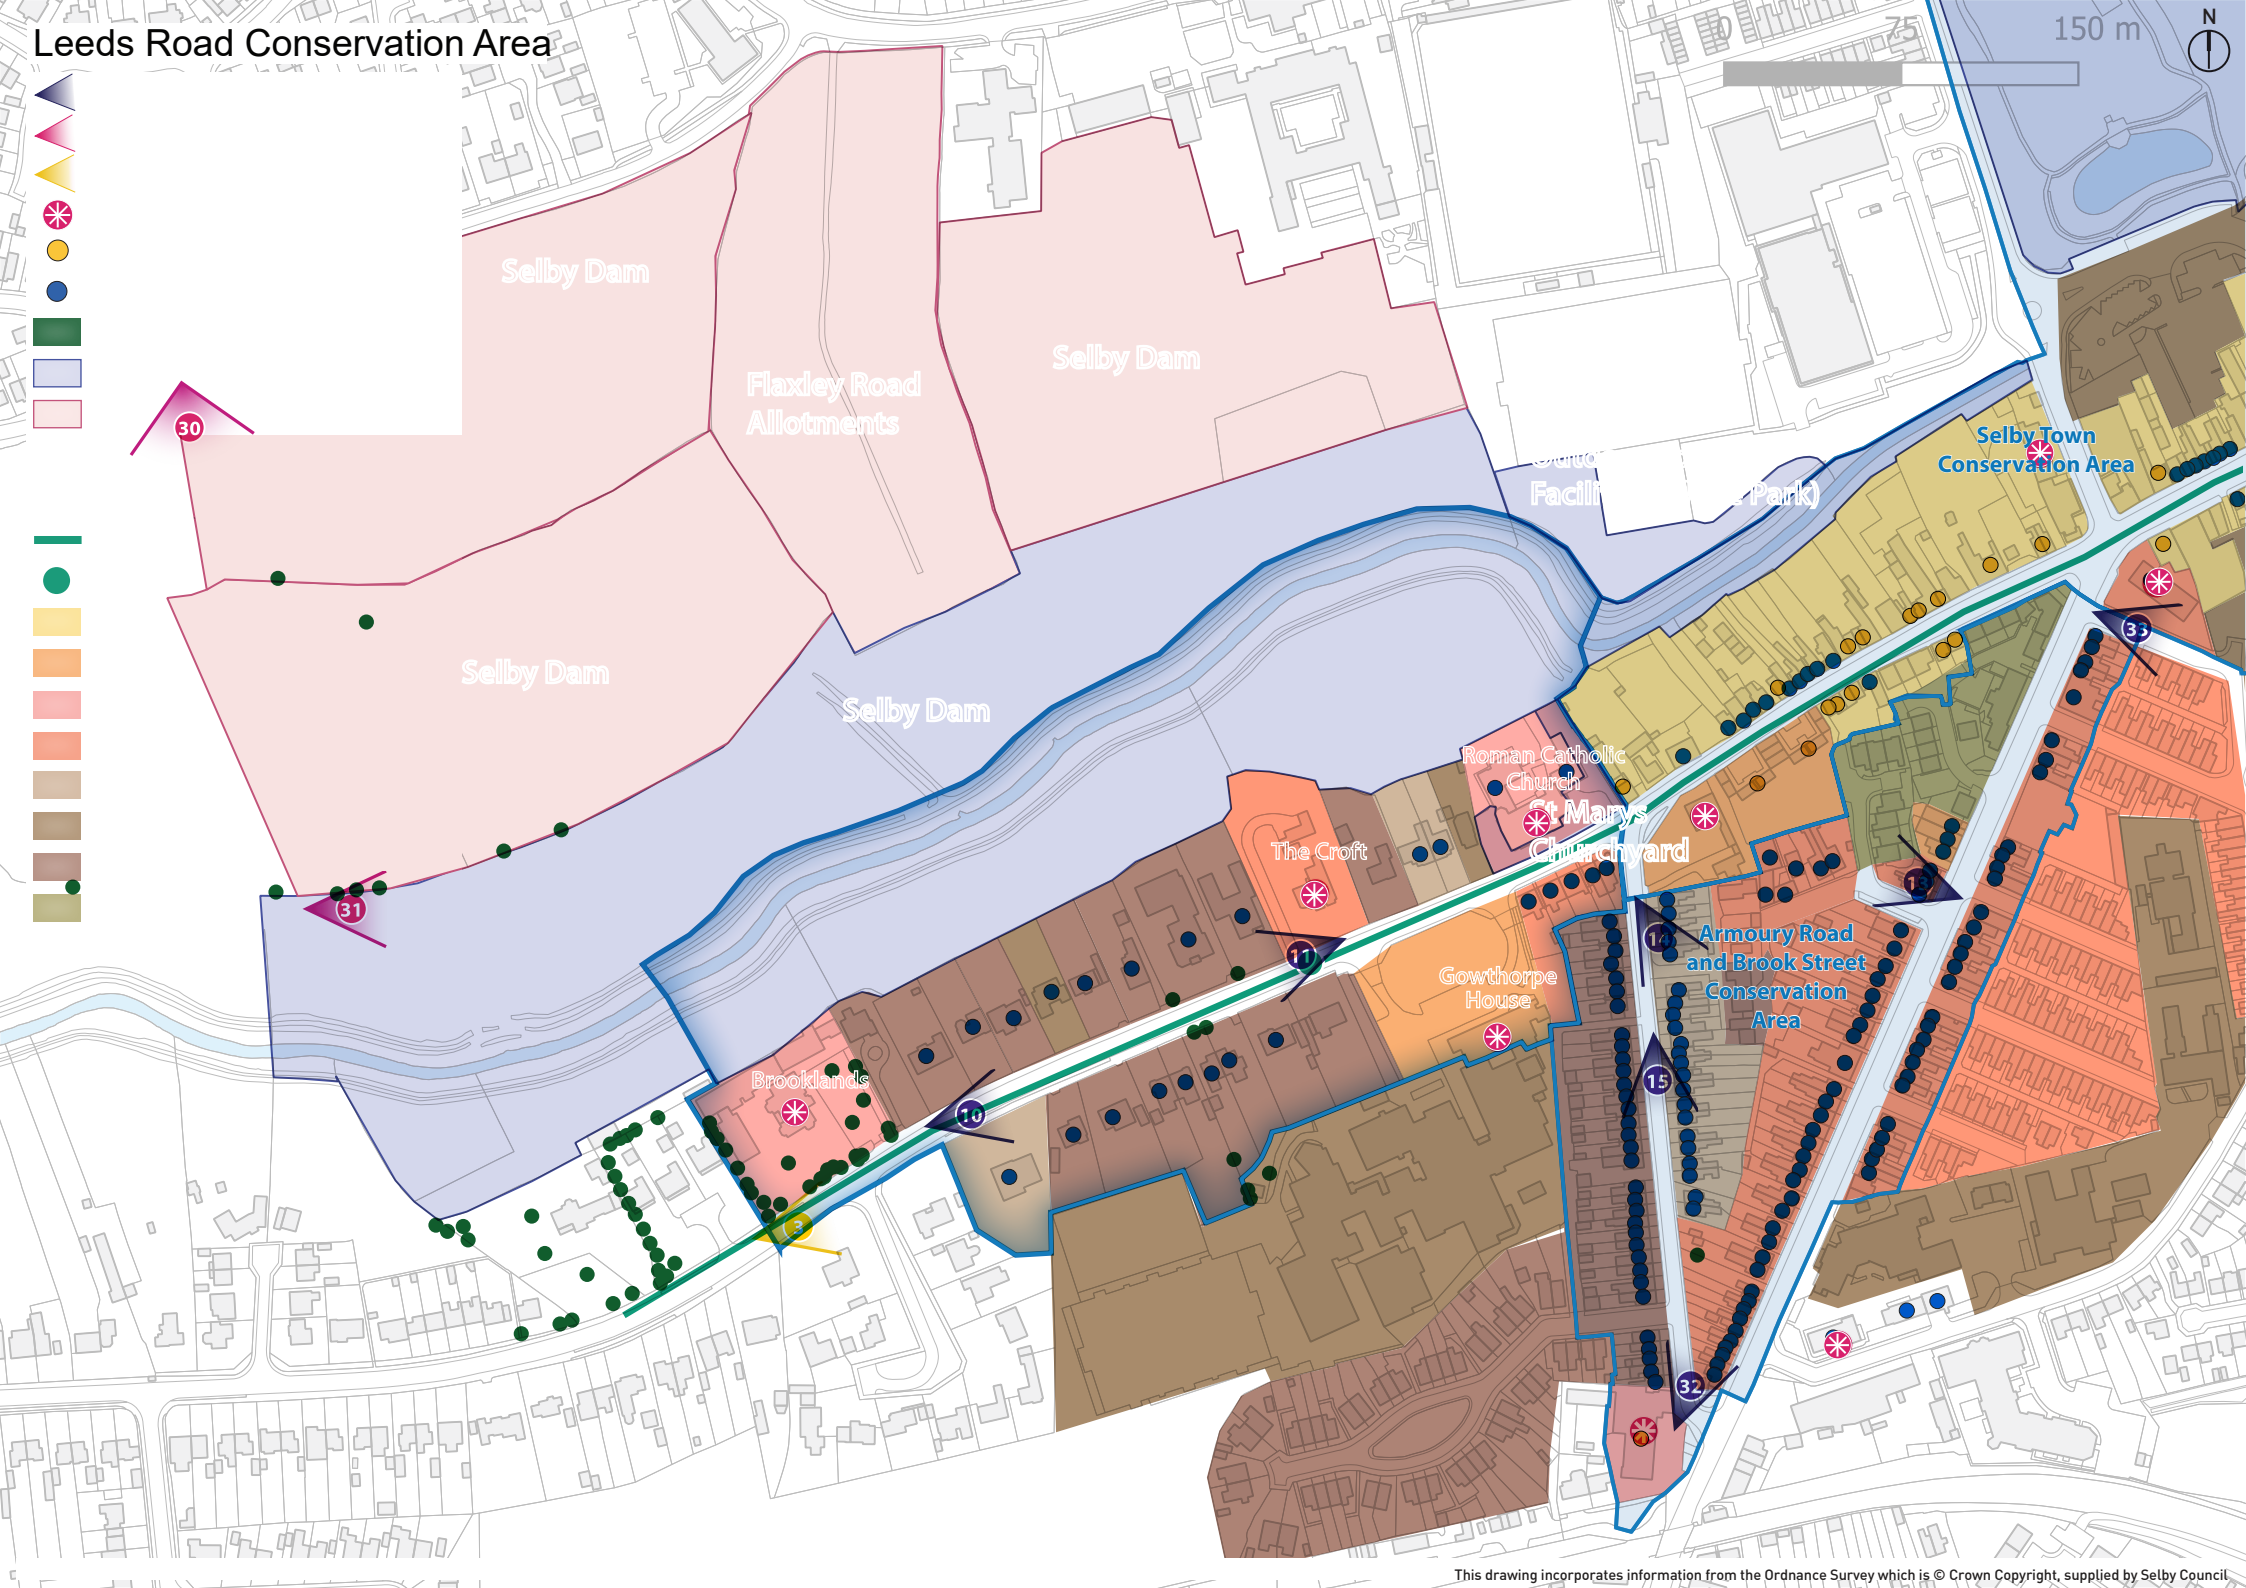 Leeds Road Conservation Area
0 75 150 m
N
Selby Dam
Selby Dam
Flaxley Road
Allotments
30
Selby Town
Conservation Area
Park)
33
Selby Dam
Selby Dam
Roman Catholic
Church
St Marys
Churchyard
The Croft
31
13
14
Armoury Road
and Brook Street
Conservation
Area
11
Gowthorpe
House
Brooklands
10
15
3
32
This drawing incorporates information from the Ordnance Survey which is © Crown Copyright, supplied by Selby Council